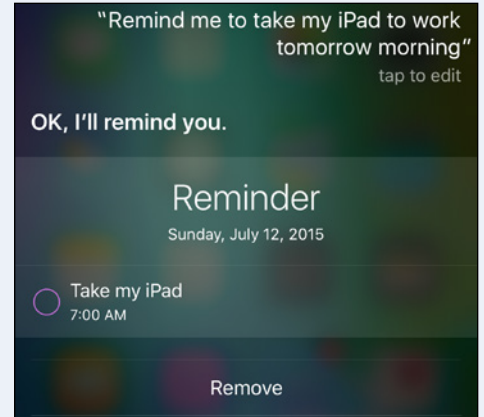 “Remind me to take my iPad to work
tomorrow morning”
tap to edit
OK, I’ll remind you.
Reminder
Sunday, July 12, 2015
Take my iPad
7:00 AM
Remove